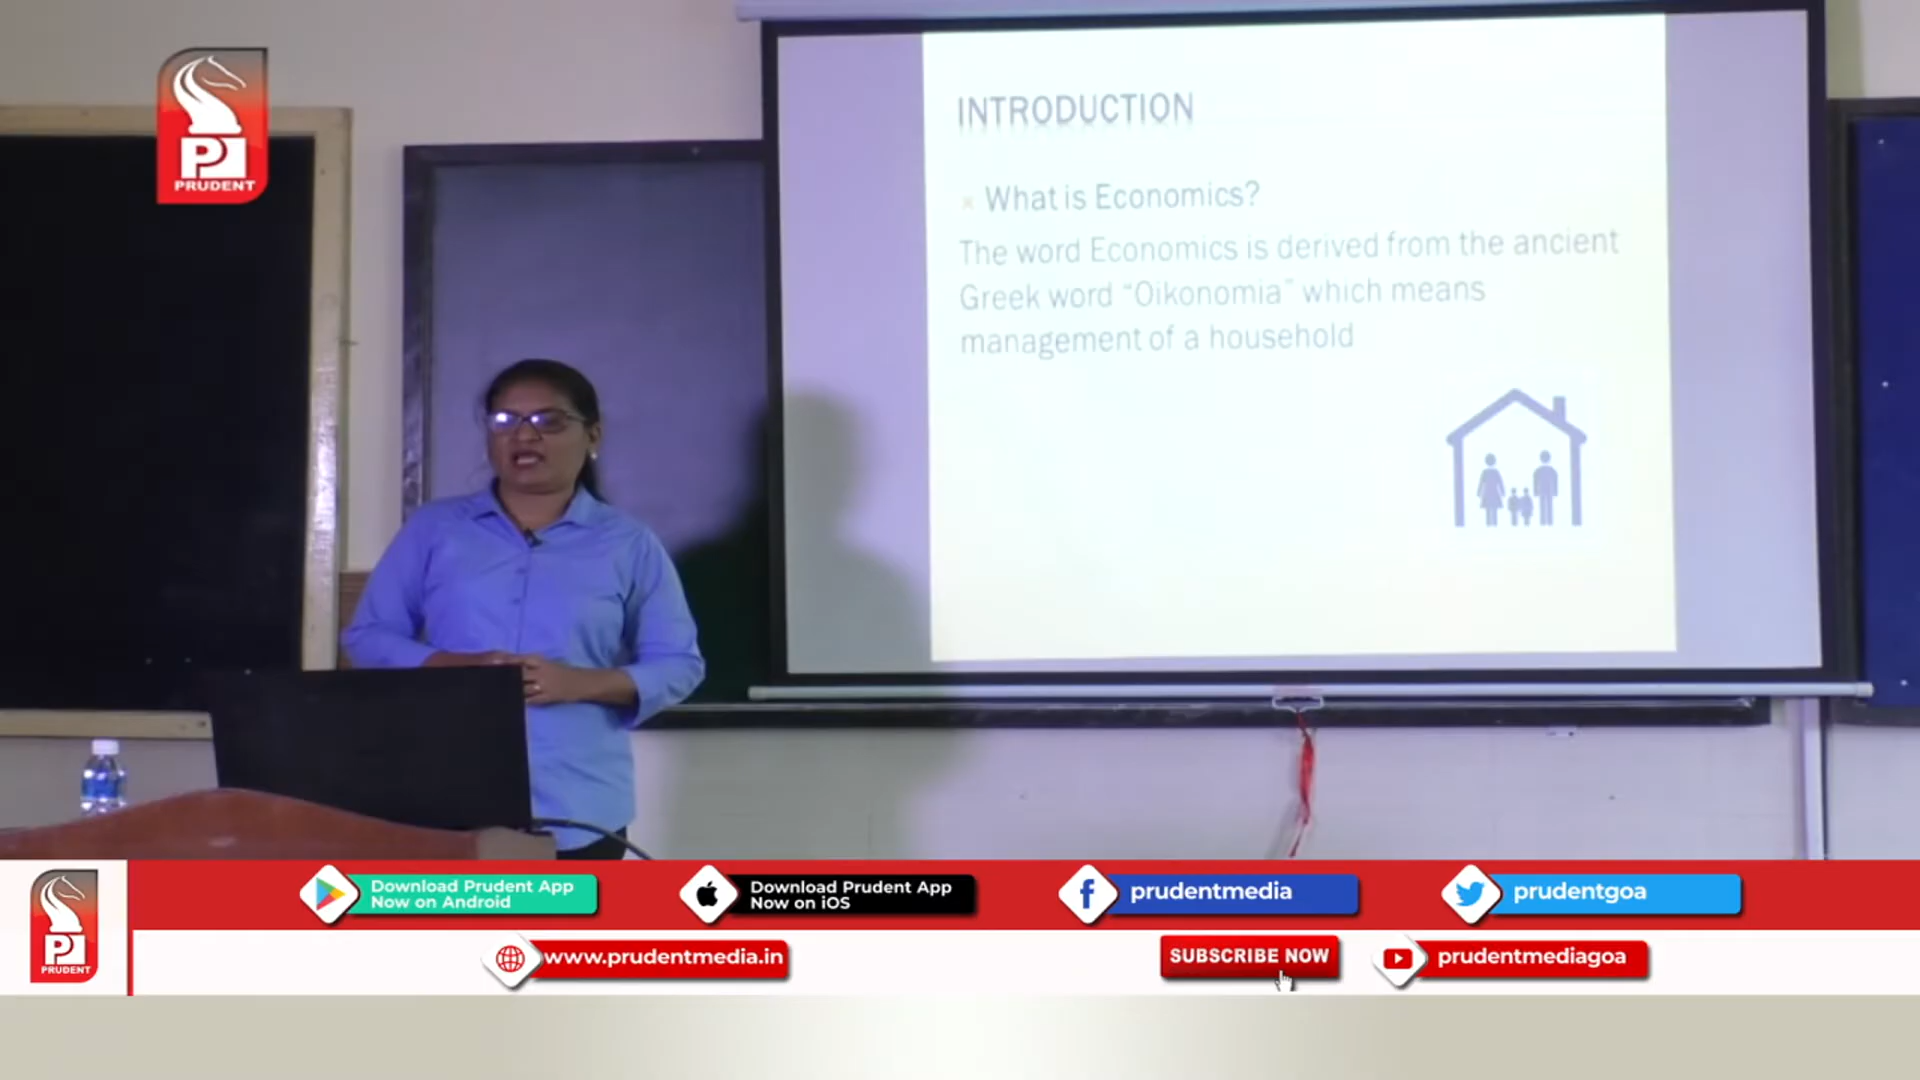 PRUDENT
INTRODUCTION
What is Economics?
The word Economics is derived from the ancient
Greek word “Oikonomia” which means
management of a household
PRUDENT
Download Prudent App
Now on Android
Download Prudent App
Now on iOS
prudentmedia
prudentgoa
www.prudentmedia.in
SUBSCRIBE NOW
prudentmediagoa